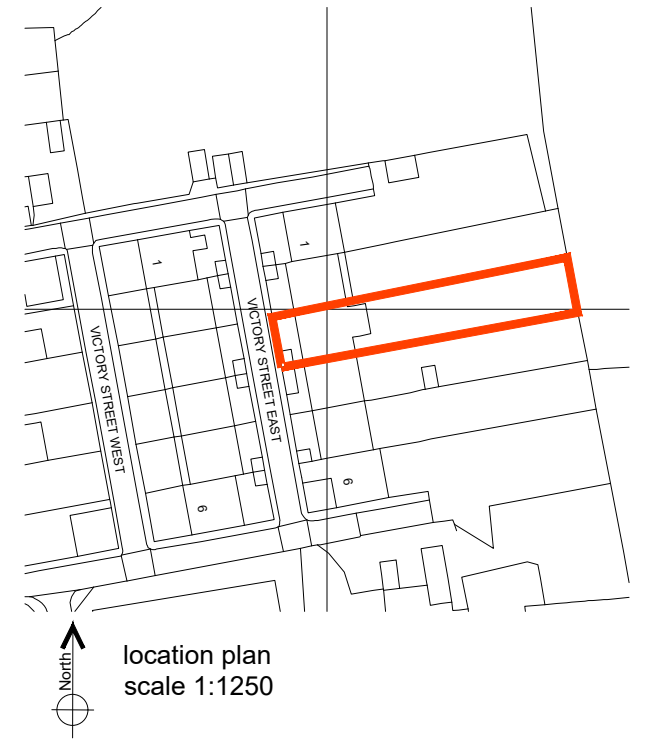 1
1
VICTORY STREET WEST
VICTORY STREET EAST
6
6
North
location plan
scale 1:1250